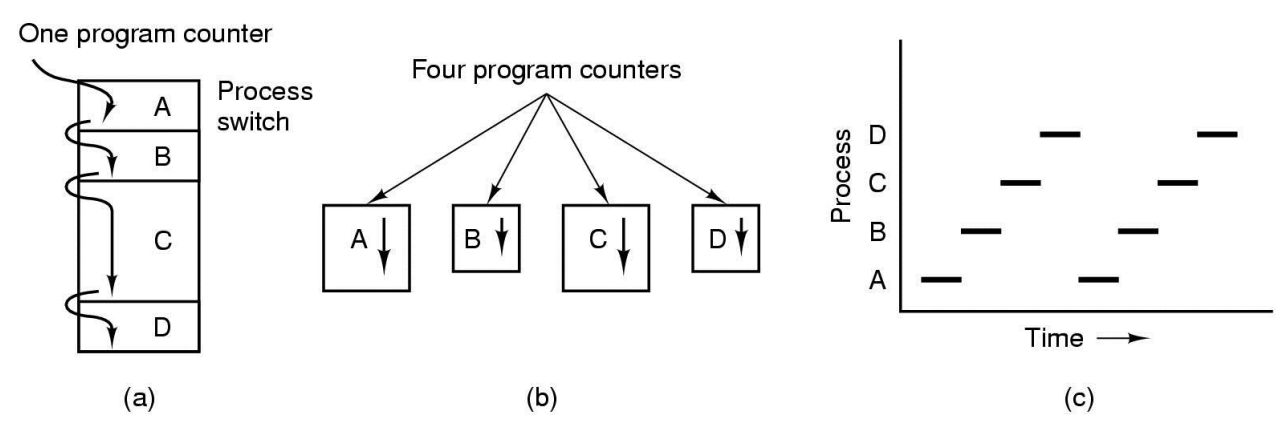 One program counter
A
Process
switch
B
C
D
(a)
Four program counters
A
B
C
D
(b)
Process
D
C
B
A
Time
(c)